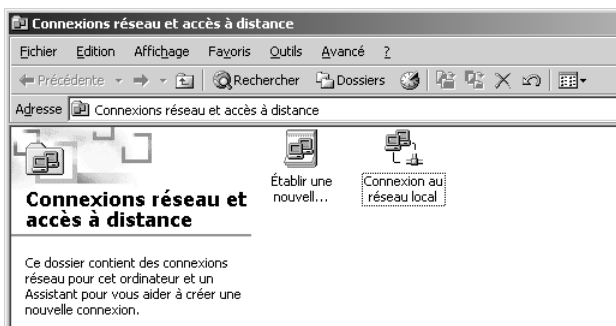 Connexions réseau et accès à distance
Fichier Edition Affichage Favoris Outils Avancé ?
Précédente Rechercher Dossiers
Adresse Connexions réseau et accès à distance
Connexions réseau et
accès à distance
Ce dossier contient des connexions
réseau pour cet ordinateur et un
Assistant pour vous aider à créer une
nouvelle connexion.
Établir une
nouvell...
Connexion au
réseau local